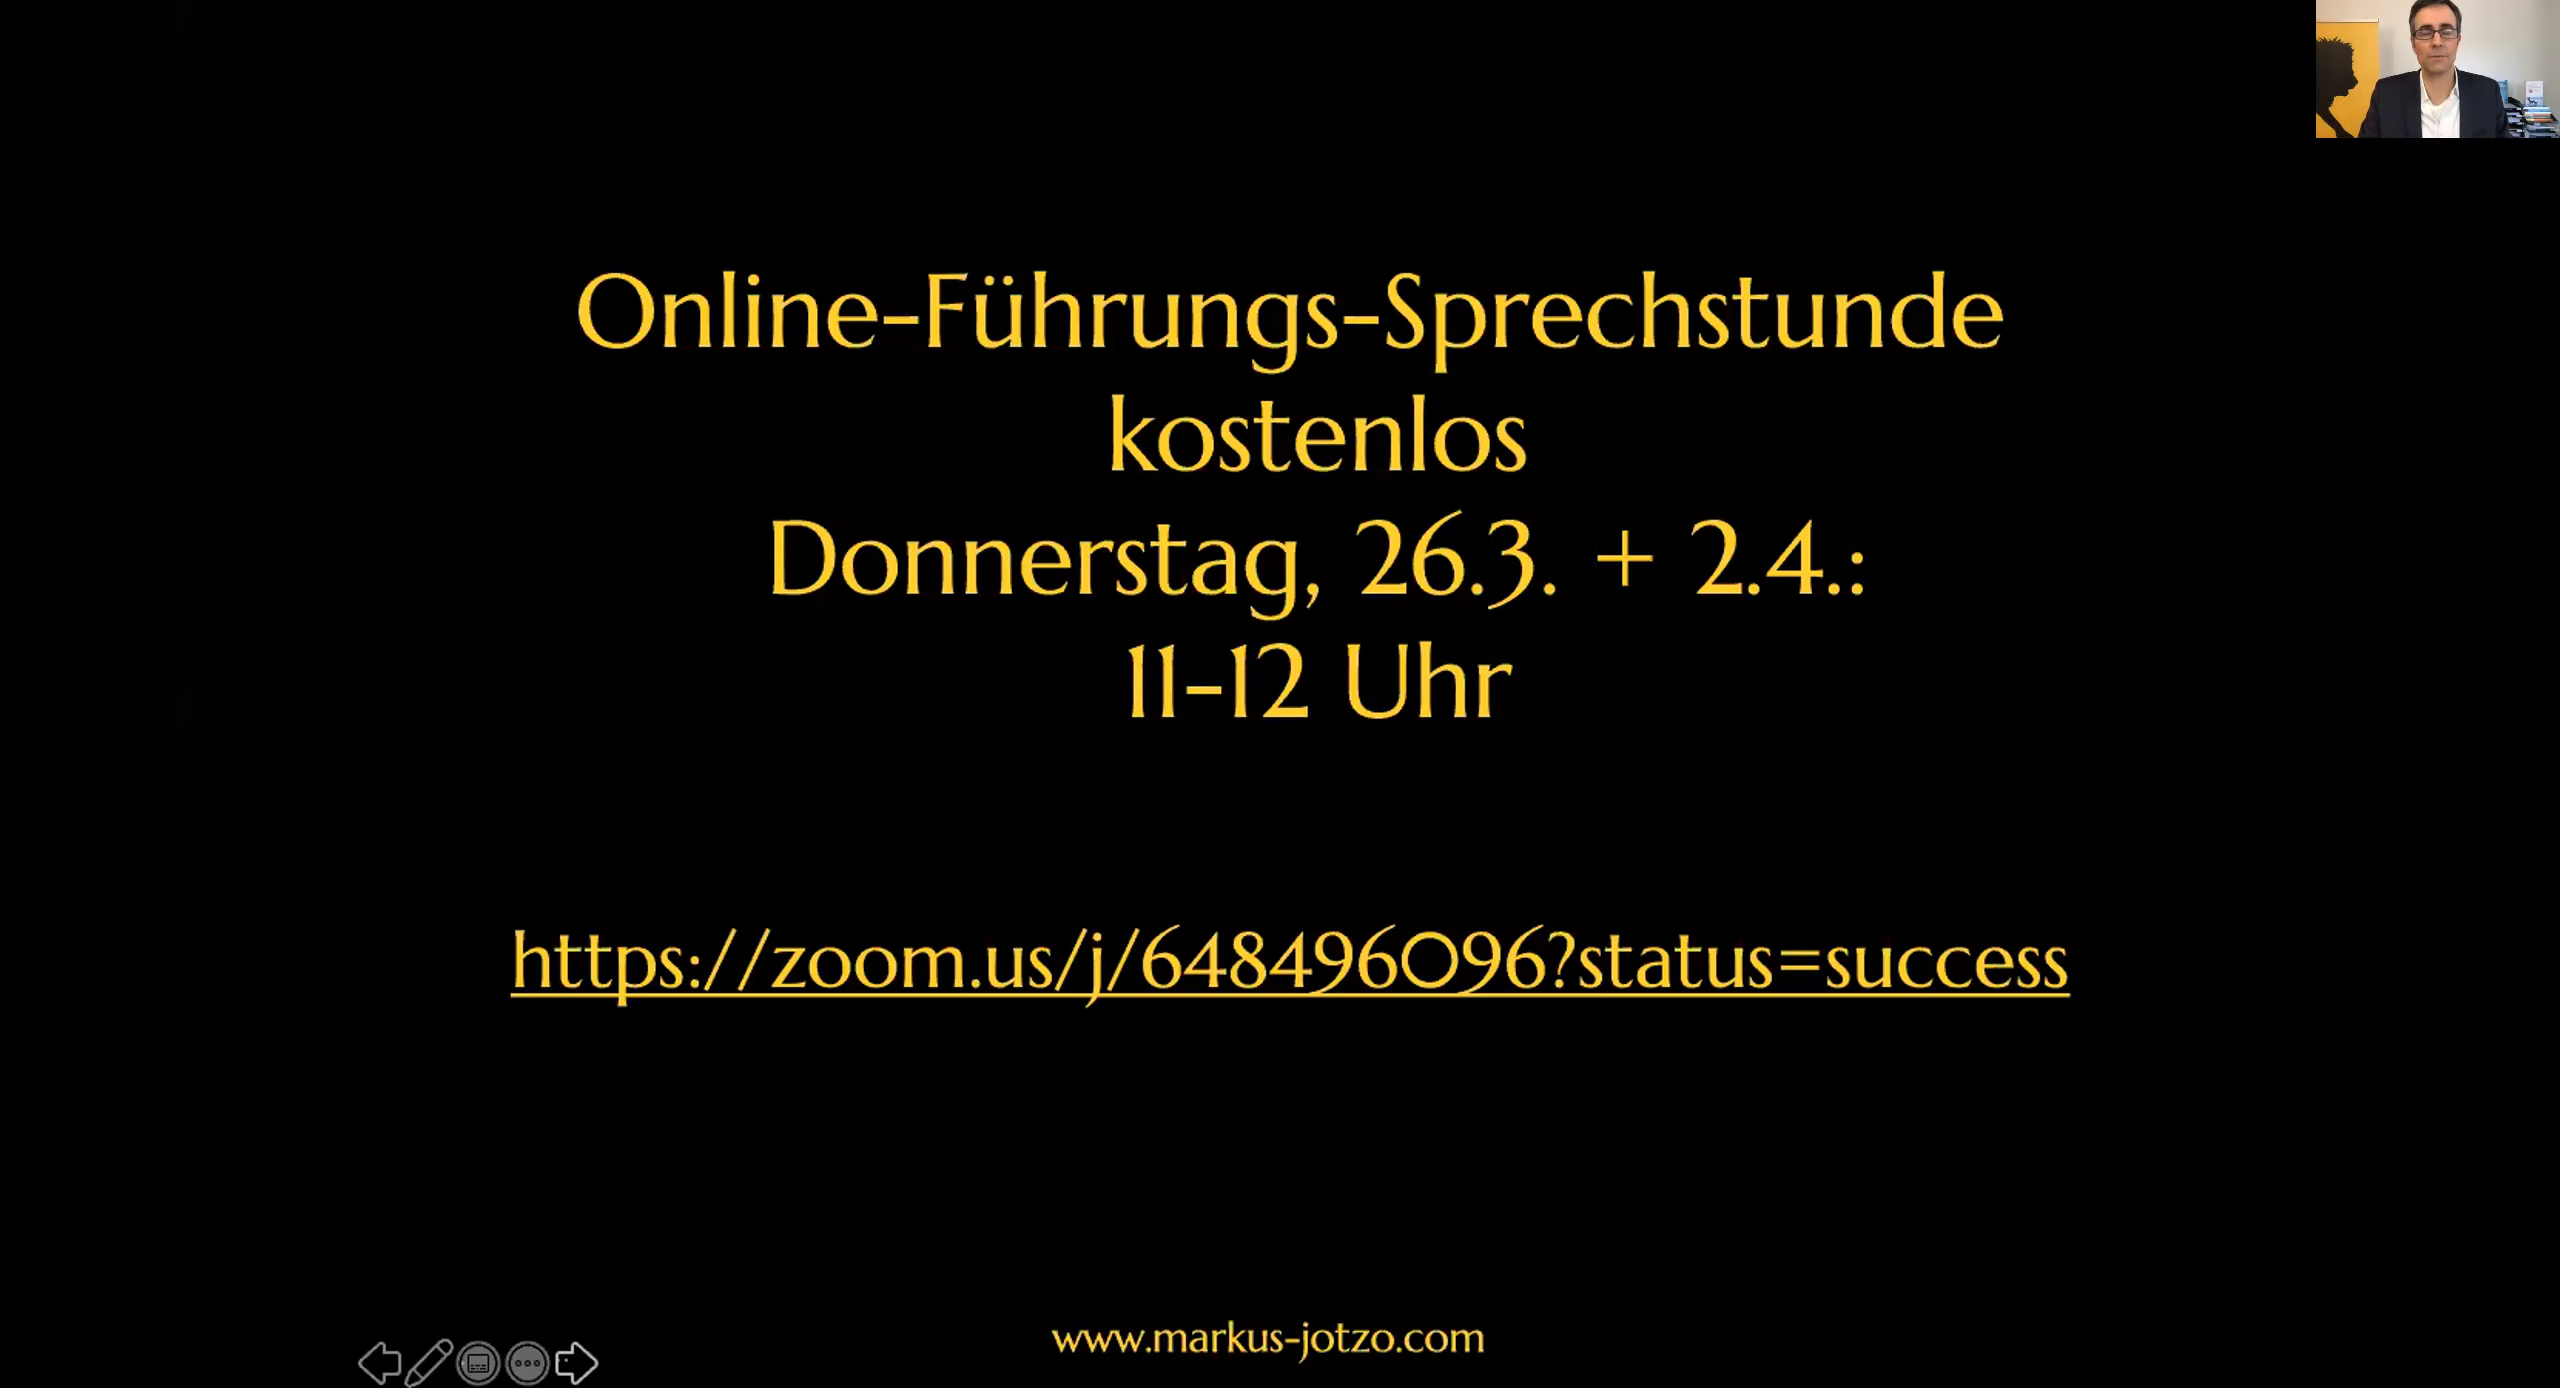 Online-Führungs-Sprechstunde
kostenlos
Donnerstag, 26.3. + 2.4.:
11-12 Uhr
https://zoom.us/j/648496096?status=success
www.markus-jotzo.com